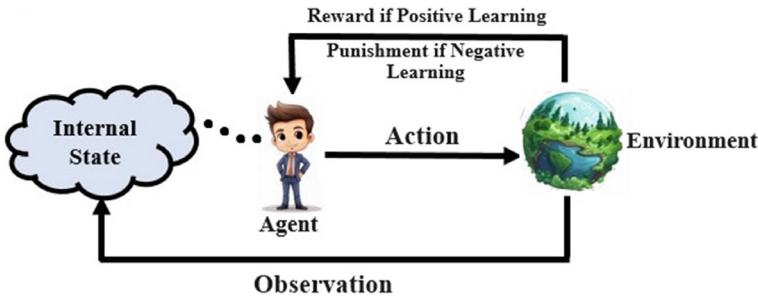 Reward if Positive Learning
Punishment if Negative
Learning
Internal
State
Action
Environment
Agent
Observation